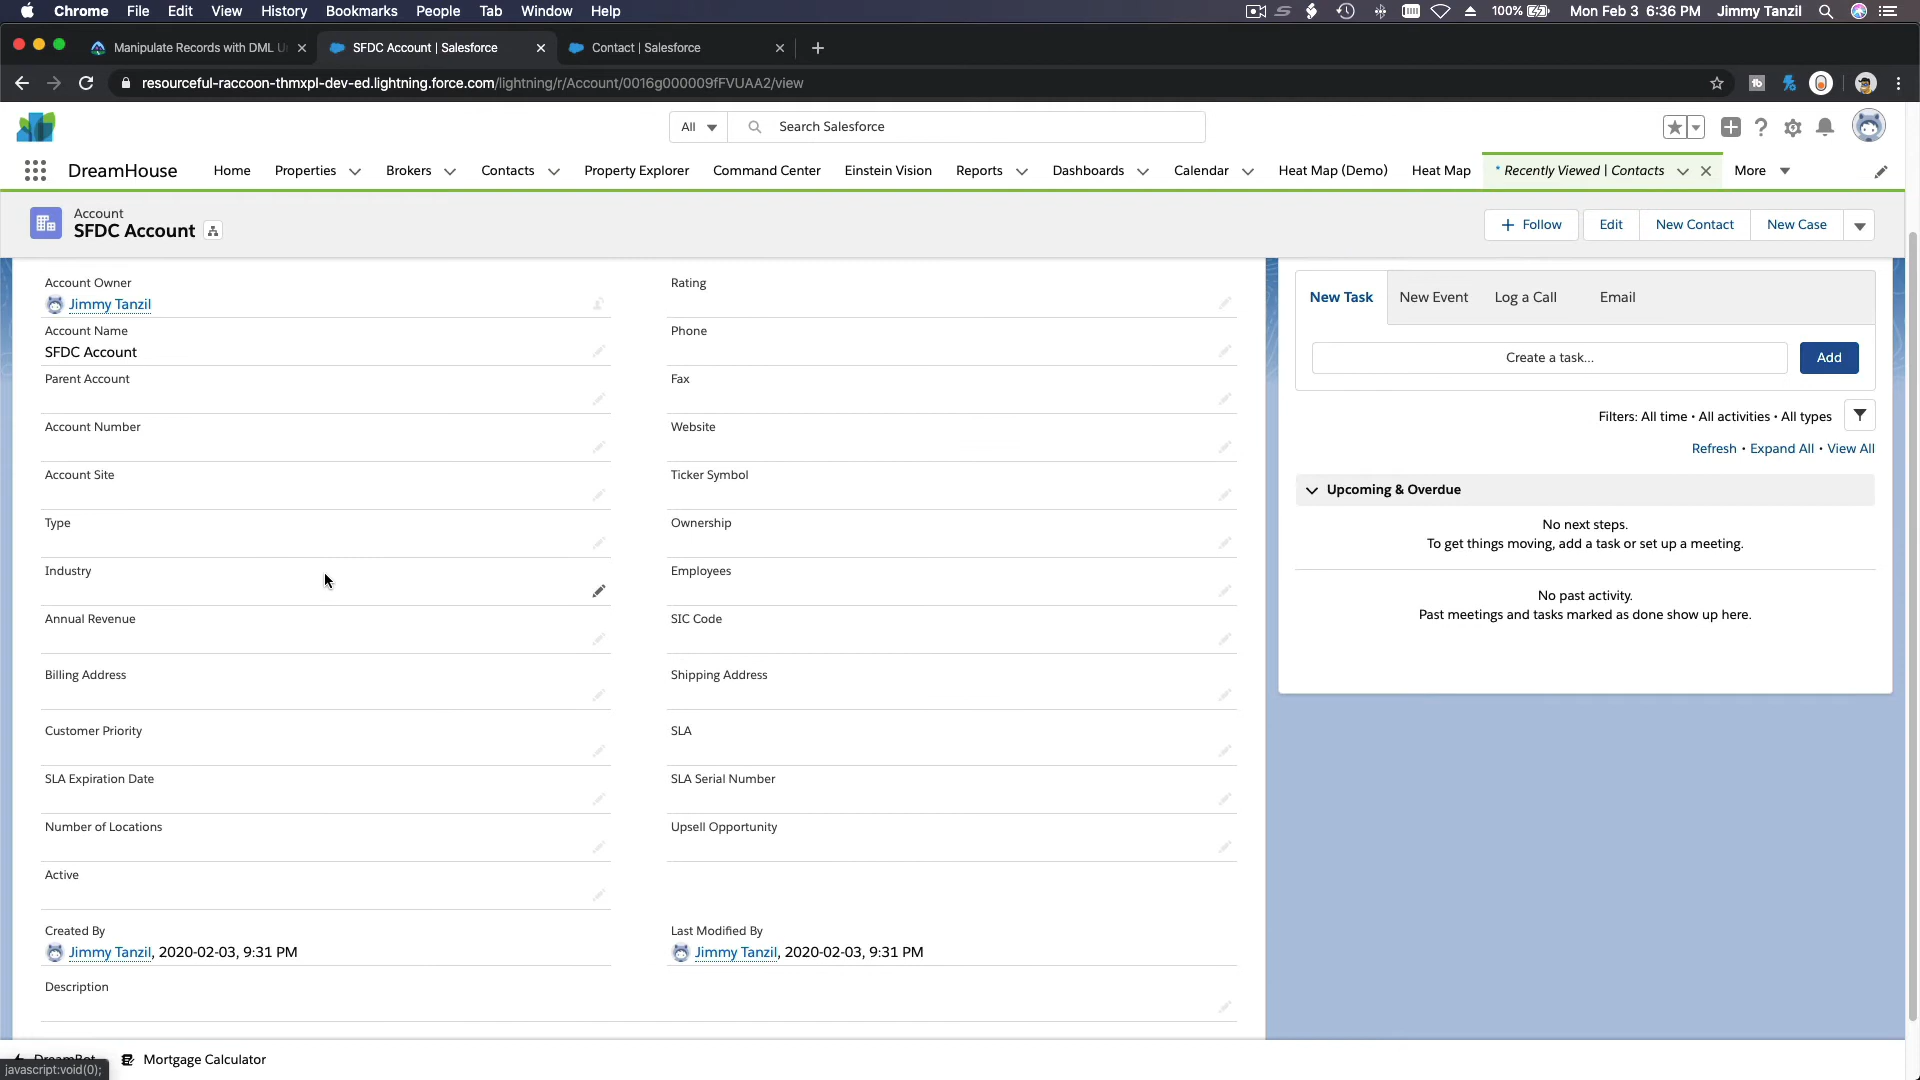 Chrome File Edit View History Bookmarks People Tab Window Help 100% Mon Feb 3 6:36 PM Jimmy Tanzil
Manipulate Records with DML U SFDC Account | Salesforce Contact | Salesforce
resourceful-raccoon-thmxpl-dev-ed.lightning.force.com/lightning/r/Account/0016g000009fFVUAA2/view
All Search Salesforce
DreamHouse Home Properties Brokers Contacts Property Explorer Command Center Einstein Vision Reports Dashboards Calendar Heat Map (Demo) Heat Map * Recently Viewed | Contacts More
Account
SFDC Account
+ Follow Edit New Contact New Case
Account Owner
Jimmy Tanzil
Rating
Account Name
SFDC Account
Phone
Parent Account
Fax
Account Number
Website
Account Site
Ticker Symbol
Type
Ownership
Industry
Employees
Annual Revenue
SIC Code
Billing Address
Shipping Address
Customer Priority
SLA
SLA Expiration Date
SLA Serial Number
Number of Locations
Upsell Opportunity
Active
Created By
Jimmy Tanzil, 2020-02-03, 9:31 PM
Last Modified By
Jimmy Tanzil, 2020-02-03, 9:31 PM
Description
New Task New Event Log a Call Email
Create a task... Add
Filters: All time • All activities • All types
Refresh • Expand All • View All
Upcoming & Overdue
No next steps.
To get things moving, add a task or set up a meeting.
No past activity.
Past meetings and tasks marked as done show up here.
Mortgage Calculator
javascript:void(0);